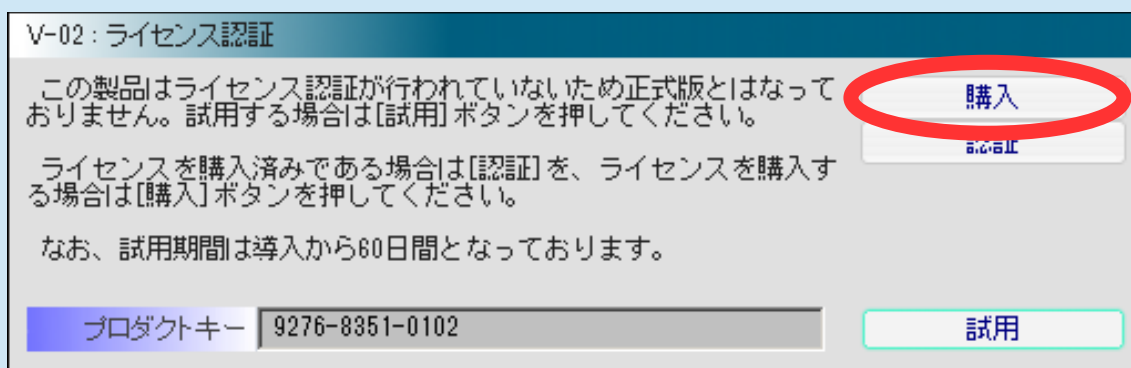 V-02：ライセンス認証
この製品はライセンス認証が行われていないため正式版とはなって
おりません。試用する場合は[試用]ボタンを押してください。
ライセンスを購入済みである場合は[認証]を、ライセンスを購入す
る場合は[購入]ボタンを押してください。
なお、試用期間は導入から60日間となっております。
購入
認証
プロダクトキー 9276-8351-0102
試用